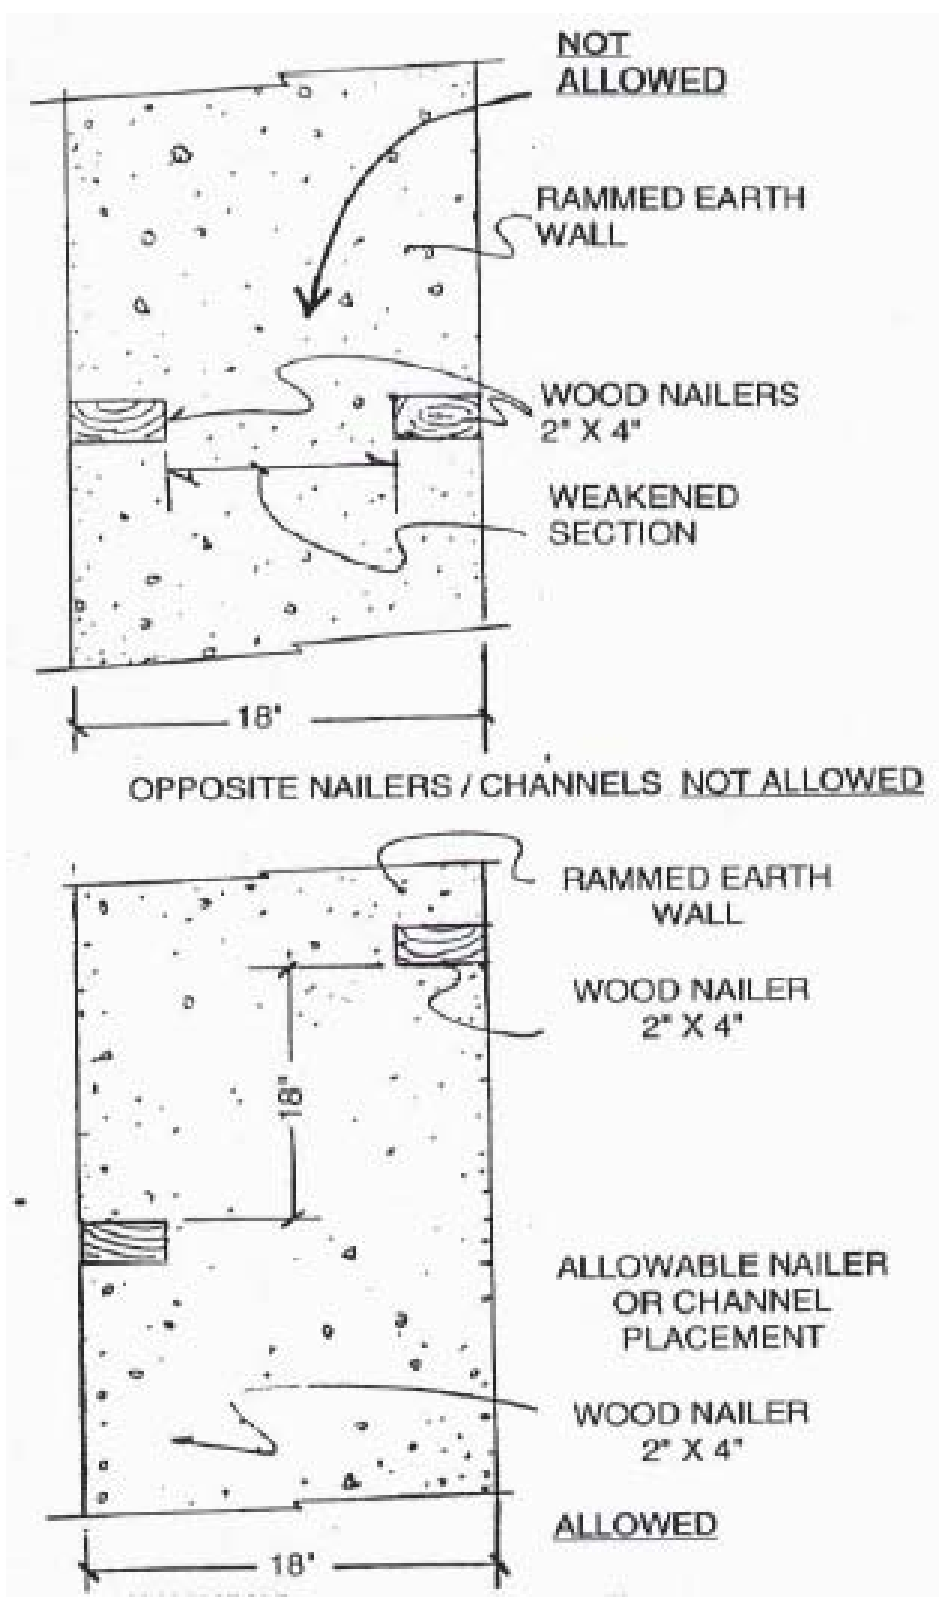 NOT
ALLOWED
RAMMED EARTH
WALL
WOOD NAILERS
2" X 4"
WEAKENED
SECTION
18"
OPPOSITE NAILERS / CHANNELS NOT ALLOWED
RAMMED EARTH
WALL
WOOD NAILER
2" X 4"
18"
ALLOWABLE NAILER
OR CHANNEL
PLACEMENT
WOOD NAILER
2" X 4"
ALLOWED
18"